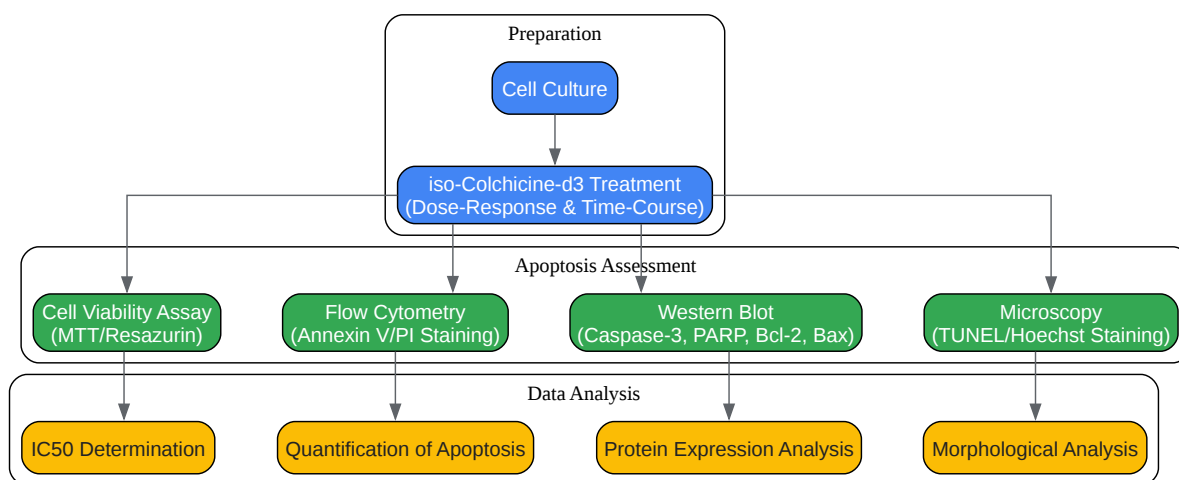 Preparation
Cell Culture
iso-Colchicine-d3 Treatment
(Dose-Response & Time-Course)
Apoptosis Assessment
Cell Viability Assay
(MTT/Resazurin)
Flow Cytometry
(Annexin V/PI Staining)
Western Blot
(Caspase-3, PARP, Bcl-2, Bax)
Microscopy
(TUNEL/Hoechst Staining)
Data Analysis
IC50 Determination
Quantification of Apoptosis
Protein Expression Analysis
Morphological Analysis